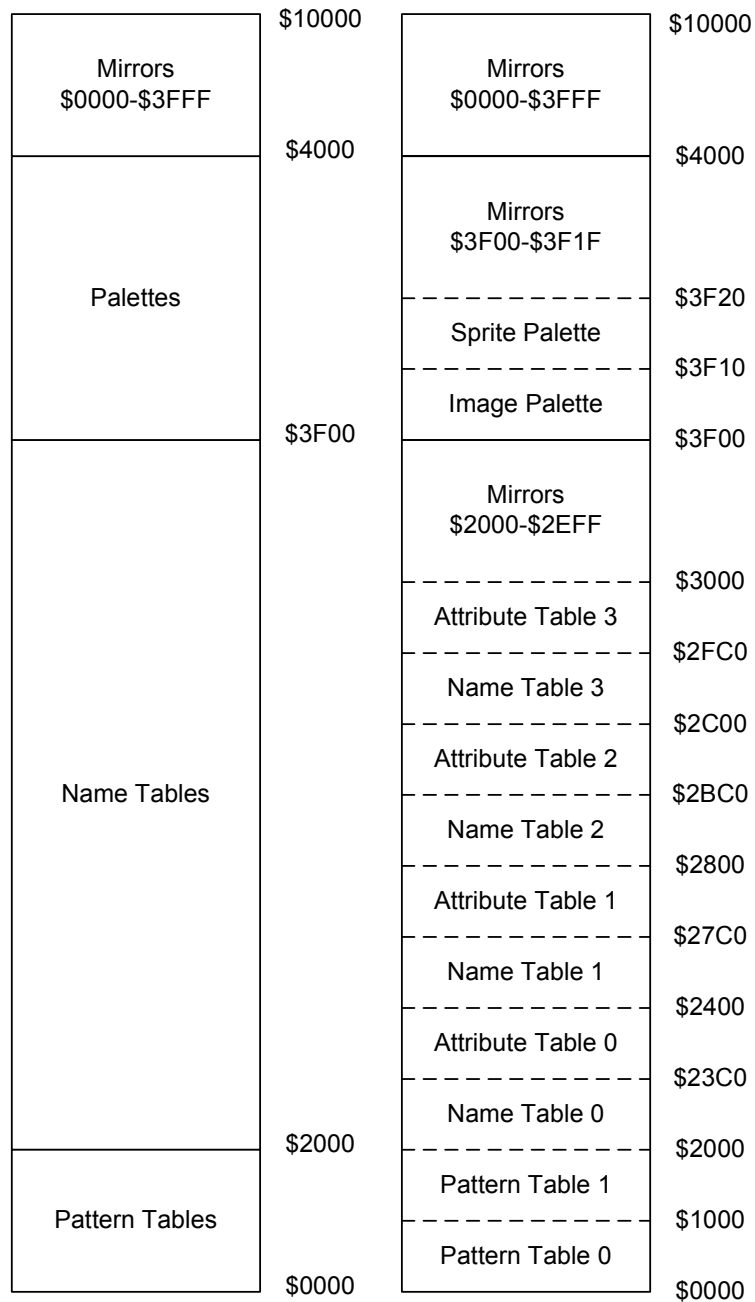 $10000
Mirrors
$0000-$3FFF
$4000
Palettes
$3F00
Name Tables
$2000
Pattern Tables
$0000
$10000
Mirrors
$0000-$3FFF
$4000
Mirrors
$3F00-$3F1F
$3F20
Sprite Palette
$3F10
Image Palette
$3F00
Mirrors
$2000-$2EFF
$3000
Attribute Table 3
$2FC0
Name Table 3
$2C00
Attribute Table 2
$2BC0
Name Table 2
$2800
Attribute Table 1
$27C0
Name Table 1
$2400
Attribute Table 0
$23C0
Name Table 0
$2000
Pattern Table 1
$1000
Pattern Table 0
$0000